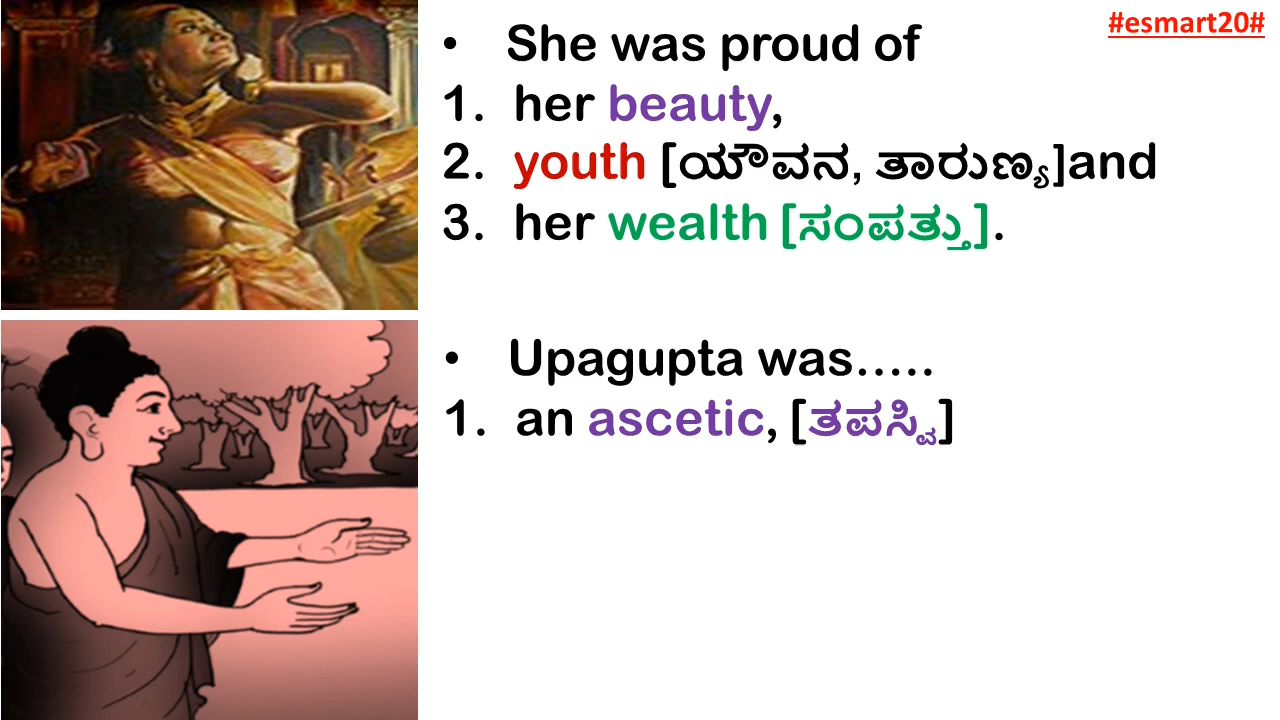 #esmart20#
• She was proud of
1. her beauty,
2. youth [ಯೌವನ, ತಾರುಣ್ಯ]and
3. her wealth [ಸಂಪತ್ತು].
• Upagupta was.....
1. an ascetic, [ತಪಸ್ವಿ]